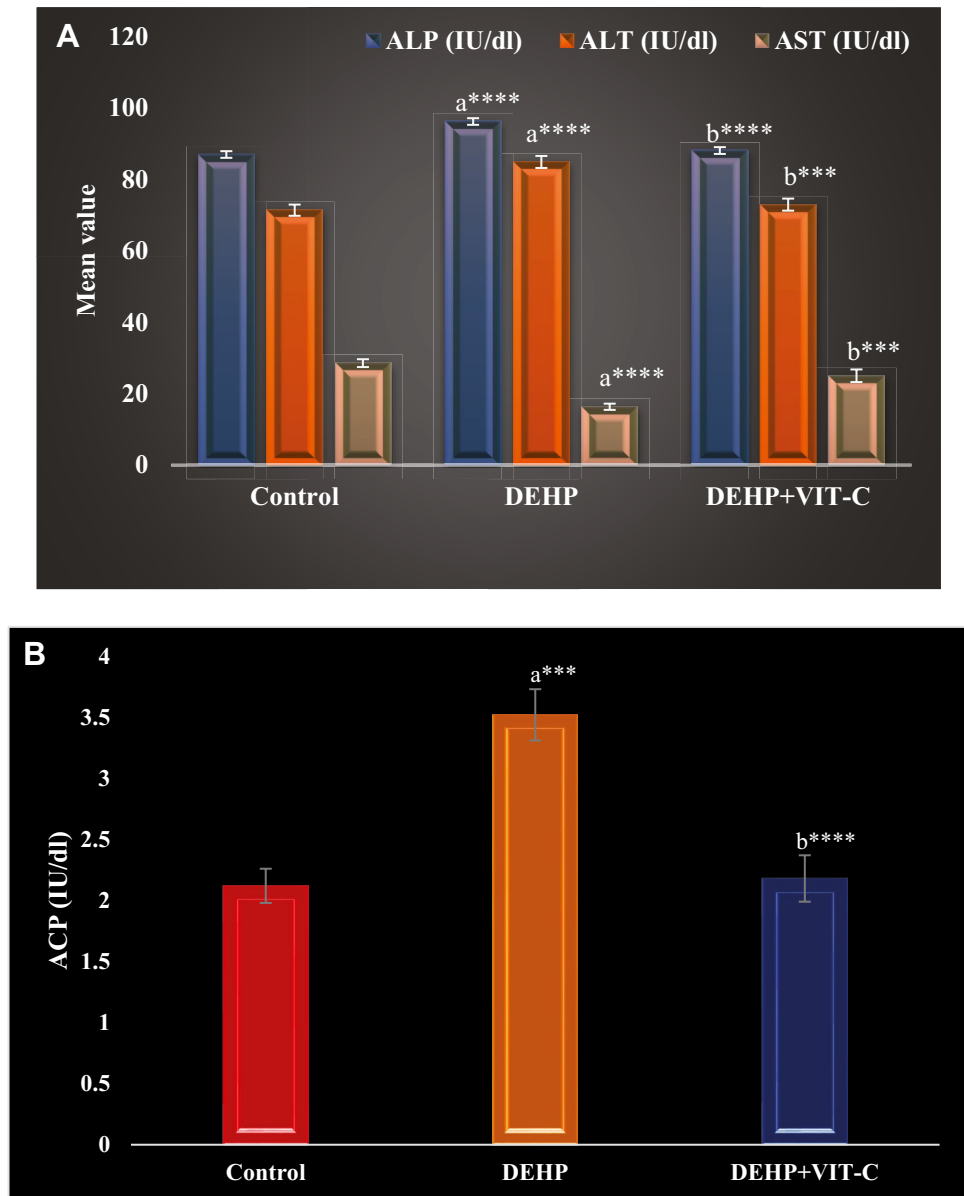 A
120
ALP (IU/dl) ALT (IU/dl) AST (IU/dl)
100
80
60
40
20
0
Mean value
a****
a****
a****
b****
b***
b***
Control DEHP DEHP+VIT-C
B
4
3.5
3
2.5
2
1.5
1
0.5
0
ACP (IU/dl)
a***
b****
Control DEHP DEHP+VIT-C